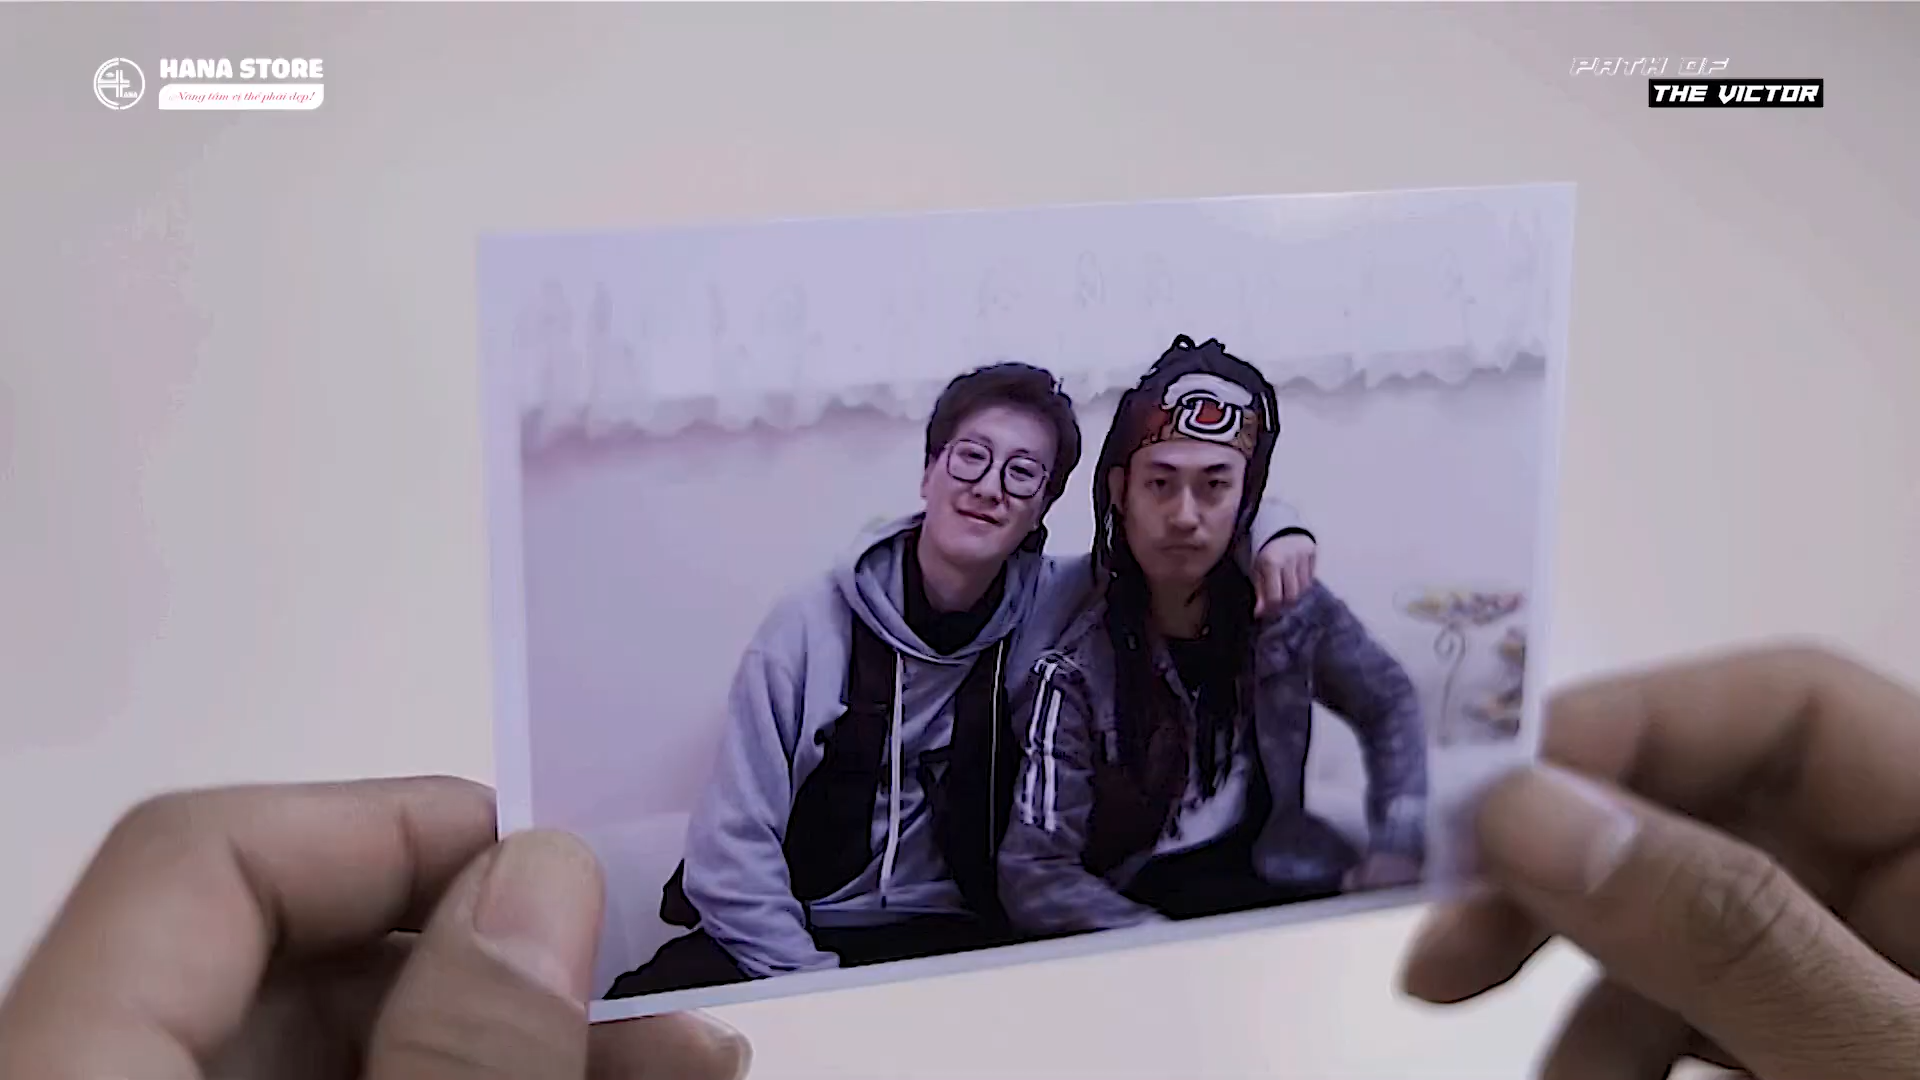 HANA STORE
Nâng tầm vị thế phái đẹp!
PATH OF
THE VICTOR